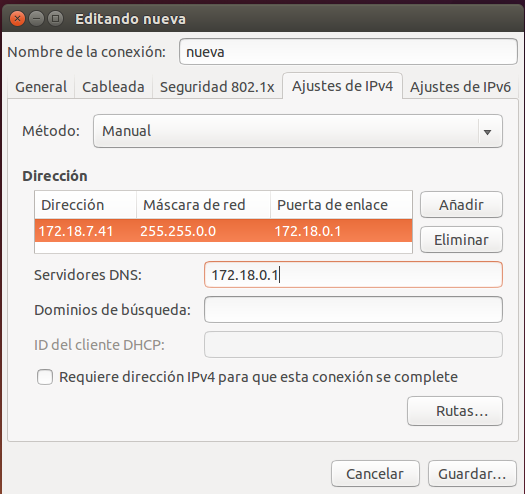 Editando nueva
Nombre de la conexión: nueva
General Cableada Seguridad 802.1x Ajustes de IPv4 Ajustes de IPv6
Método: Manual
Dirección
Dirección Máscara de red Puerta de enlace Añadir
172.18.7.41 255.255.0.0 172.18.0.1
Eliminar
Servidores DNS: 172.18.0.1
Dominios de búsqueda:
ID del cliente DHCP:
Requiere dirección IPv4 para que esta conexión se complete
Rutas…
Cancelar Guardar…